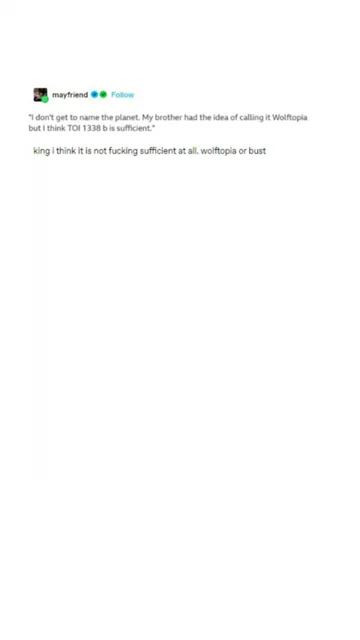 mayfriend Follow
"I don't get to name the planet. My brother had the idea of calling it Wolftopia
but I think TOI 1338 b is sufficient."
king i think it is not fucking sufficient at all. wolftopia or bust